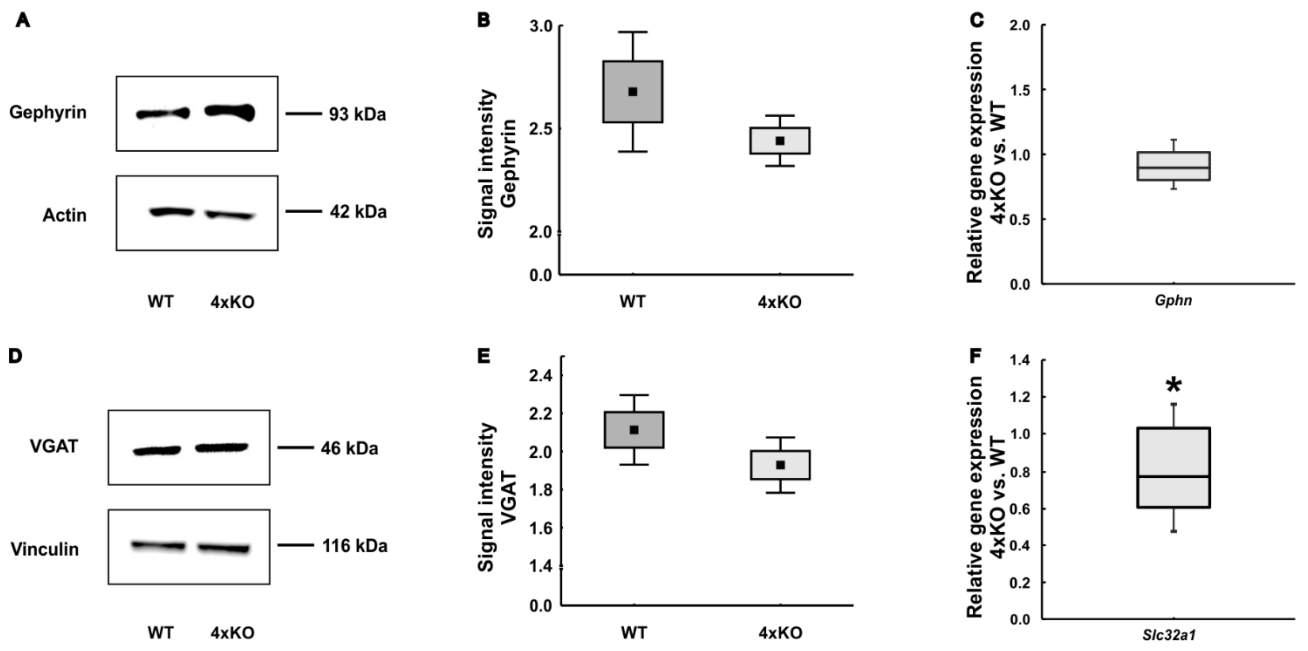 A
Gephyrin
93 kDa
Actin
42 kDa
WT 4xKO
B
Signal intensity
Gephyrin
3.0
2.5
2.0
0.0
WT 4xKO
C
Relative gene expression
4xKO vs. WT
2.0
1.5
1.0
0.5
0.0
Gphn
D
VGAT
46 kDa
Vinculin
116 kDa
WT 4xKO
E
Signal intensity
VGAT
2.4
2.2
2.0
1.8
1.6
1.4
0.0
WT 4xKO
F
Relative gene expression
4xKO vs. WT
1.4
1.2
1.0
0.8
0.6
0.4
0.2
0.0
*
Slc32a1